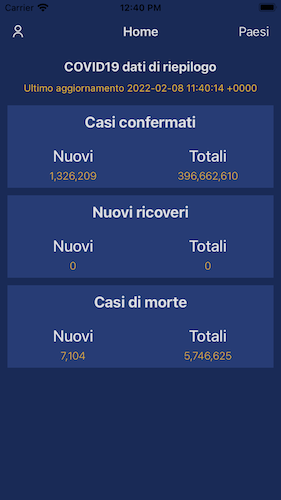 Carrier 12:40 PM
Home Paesi
COVID19 dati di riepilogo
Ultimo aggiornamento 2022-02-08 11:40:14 +0000
Casi confermati
Nuovi Totali
1,326,209 396,662,610
Nuovi ricoveri
Nuovi Totali
0 0
Casi di morte
Nuovi Totali
7,104 5,746,625